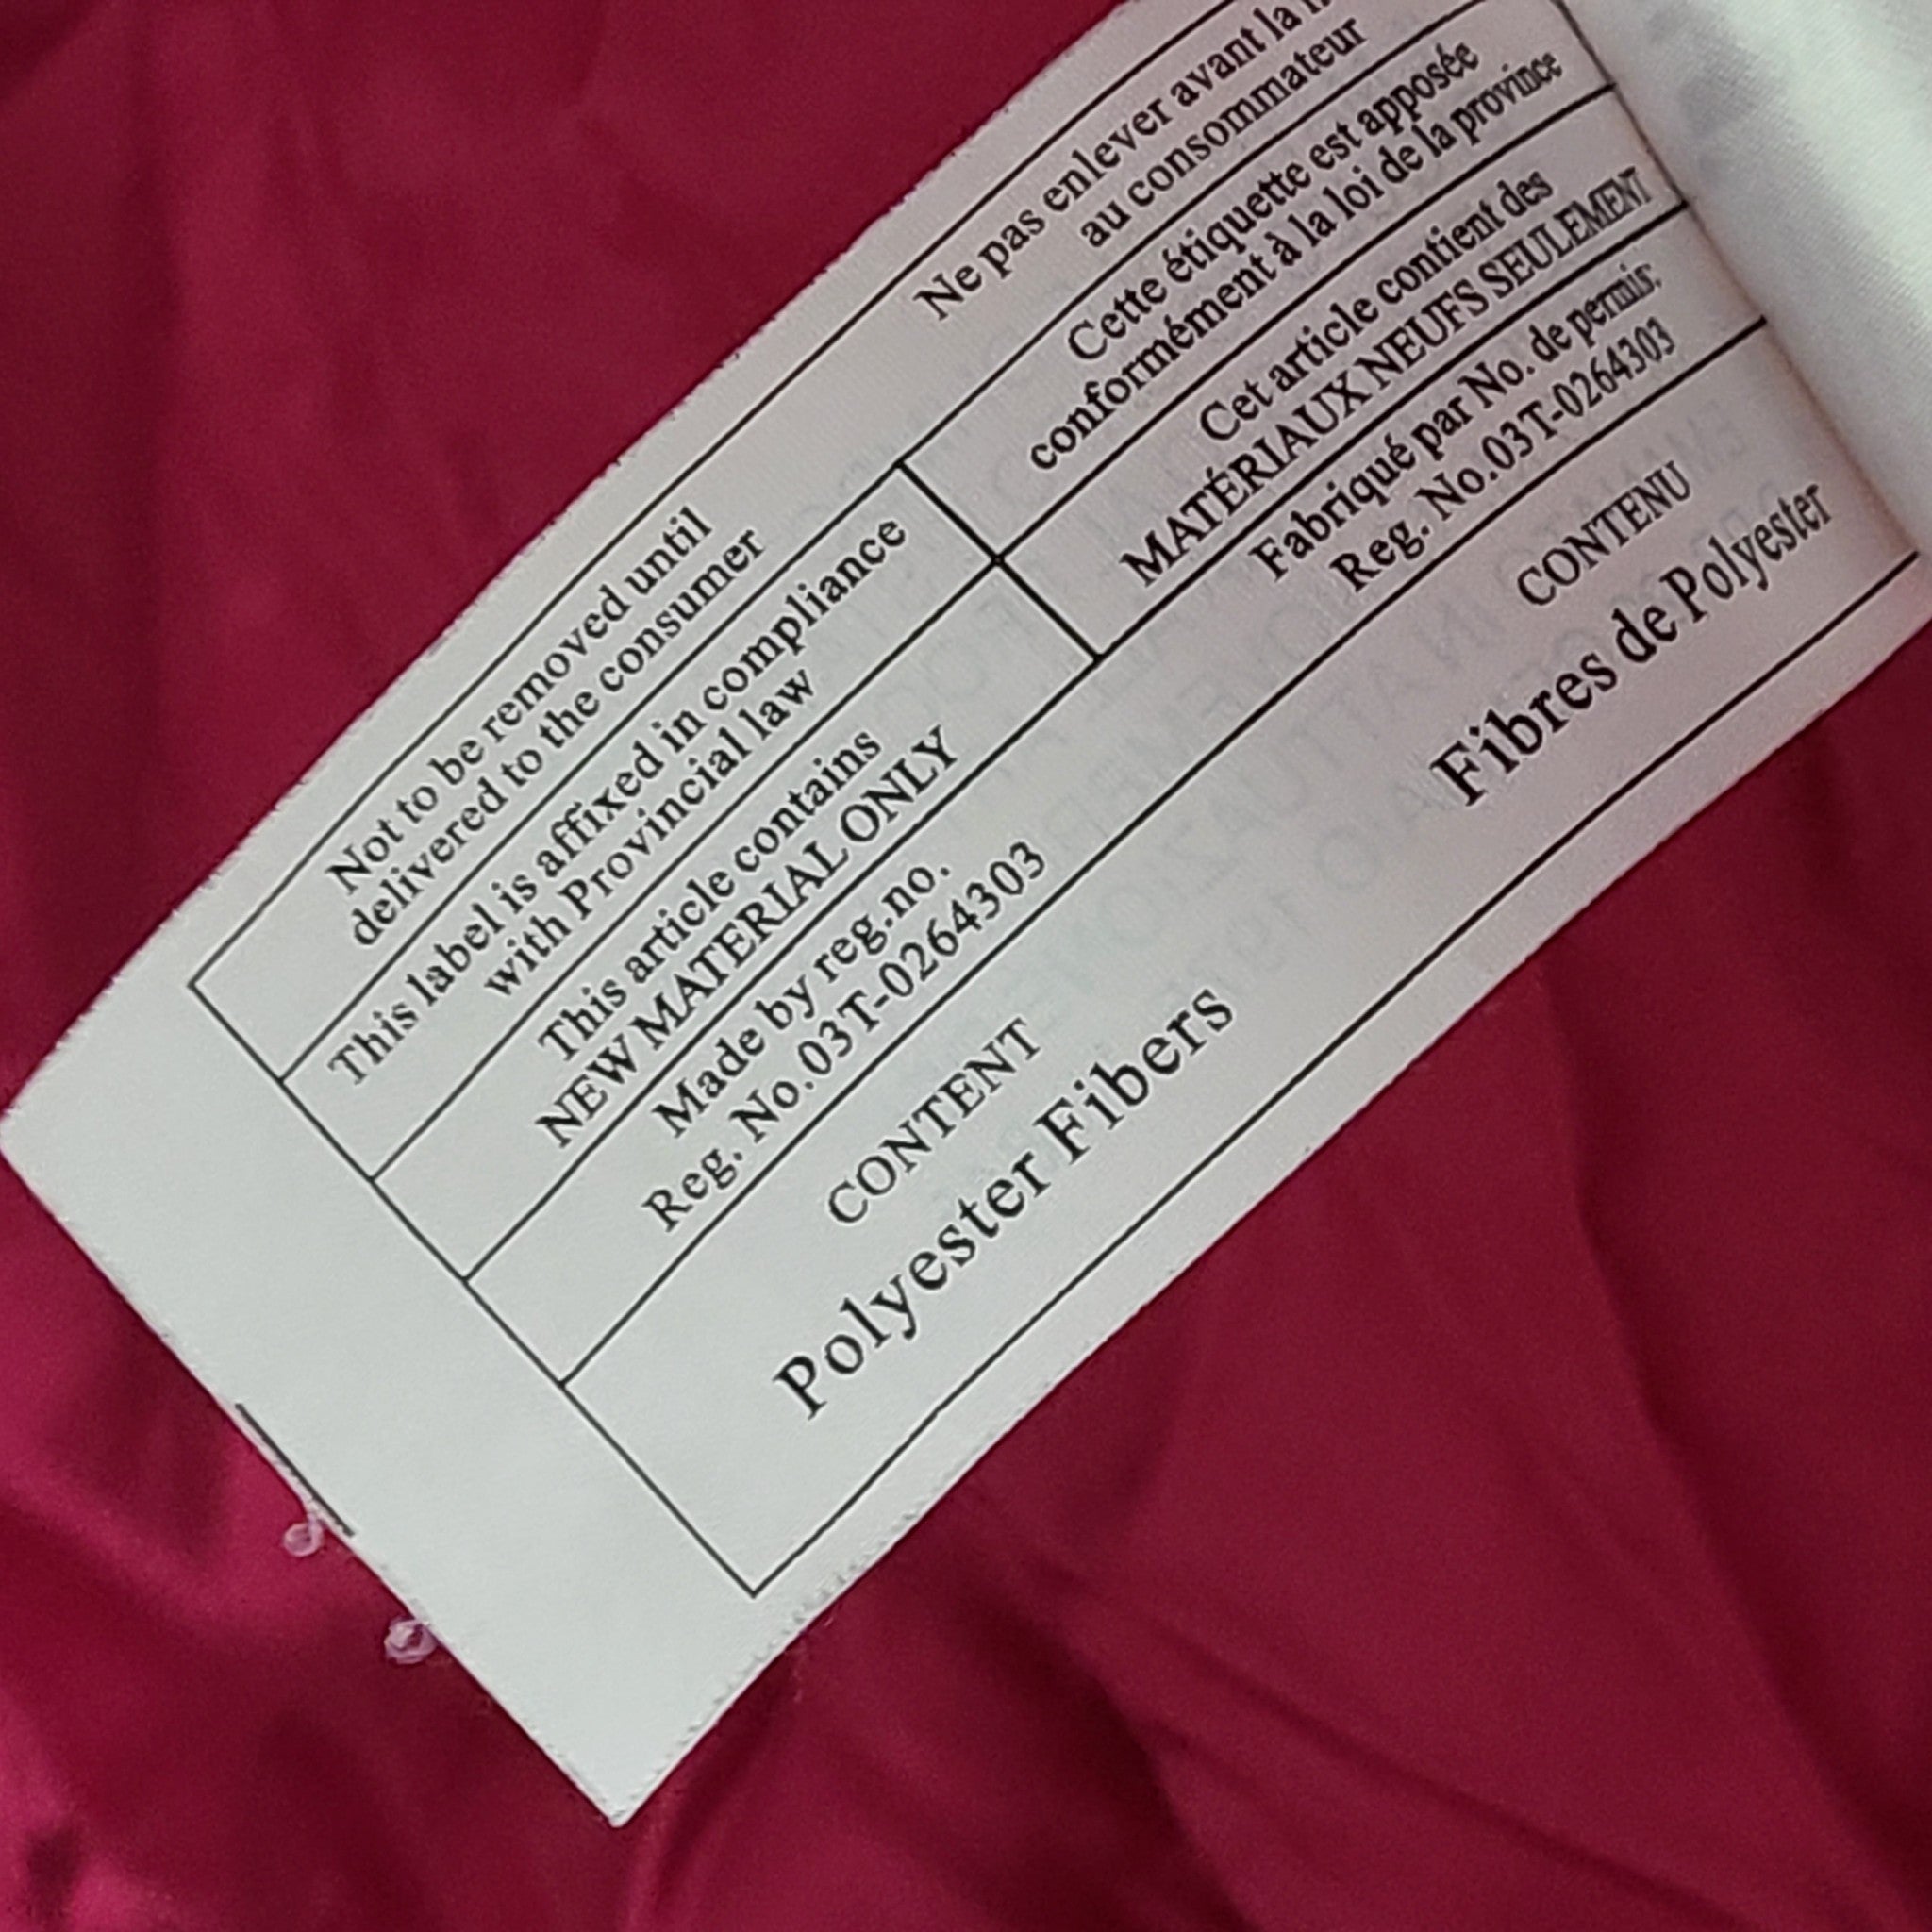 Not to be removed until
delivered to the consumer
This label is affixed in compliance
with Provincial law
This article contains
NEW MATERIAL ONLY
Made by reg.no.
Reg. No.03T-0264303
CONTENT
Polyester Fibers
Ne pas enlever avant la
au consommateur
Cette étiquette est apposée
conformément à la loi de la province
Cet article contient des
MATÉRIAUX NEUFS SEULEMENT
Fabriqué par No. de permis:
Reg. No.03T-0264303
CONTENU
Fibres de Polyester